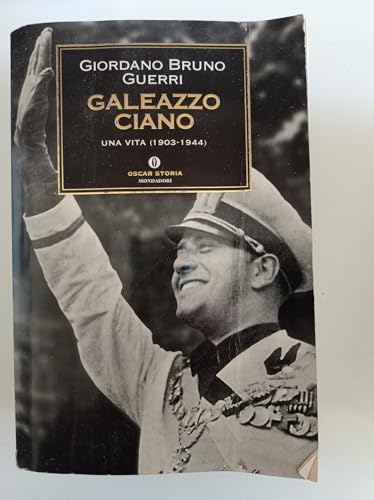 GIORDANO BRUNO
GUERRI
GALEAZZO
CIANO
UNA VITA (1903-1944)
OSCAR STORIA
MONDADORI